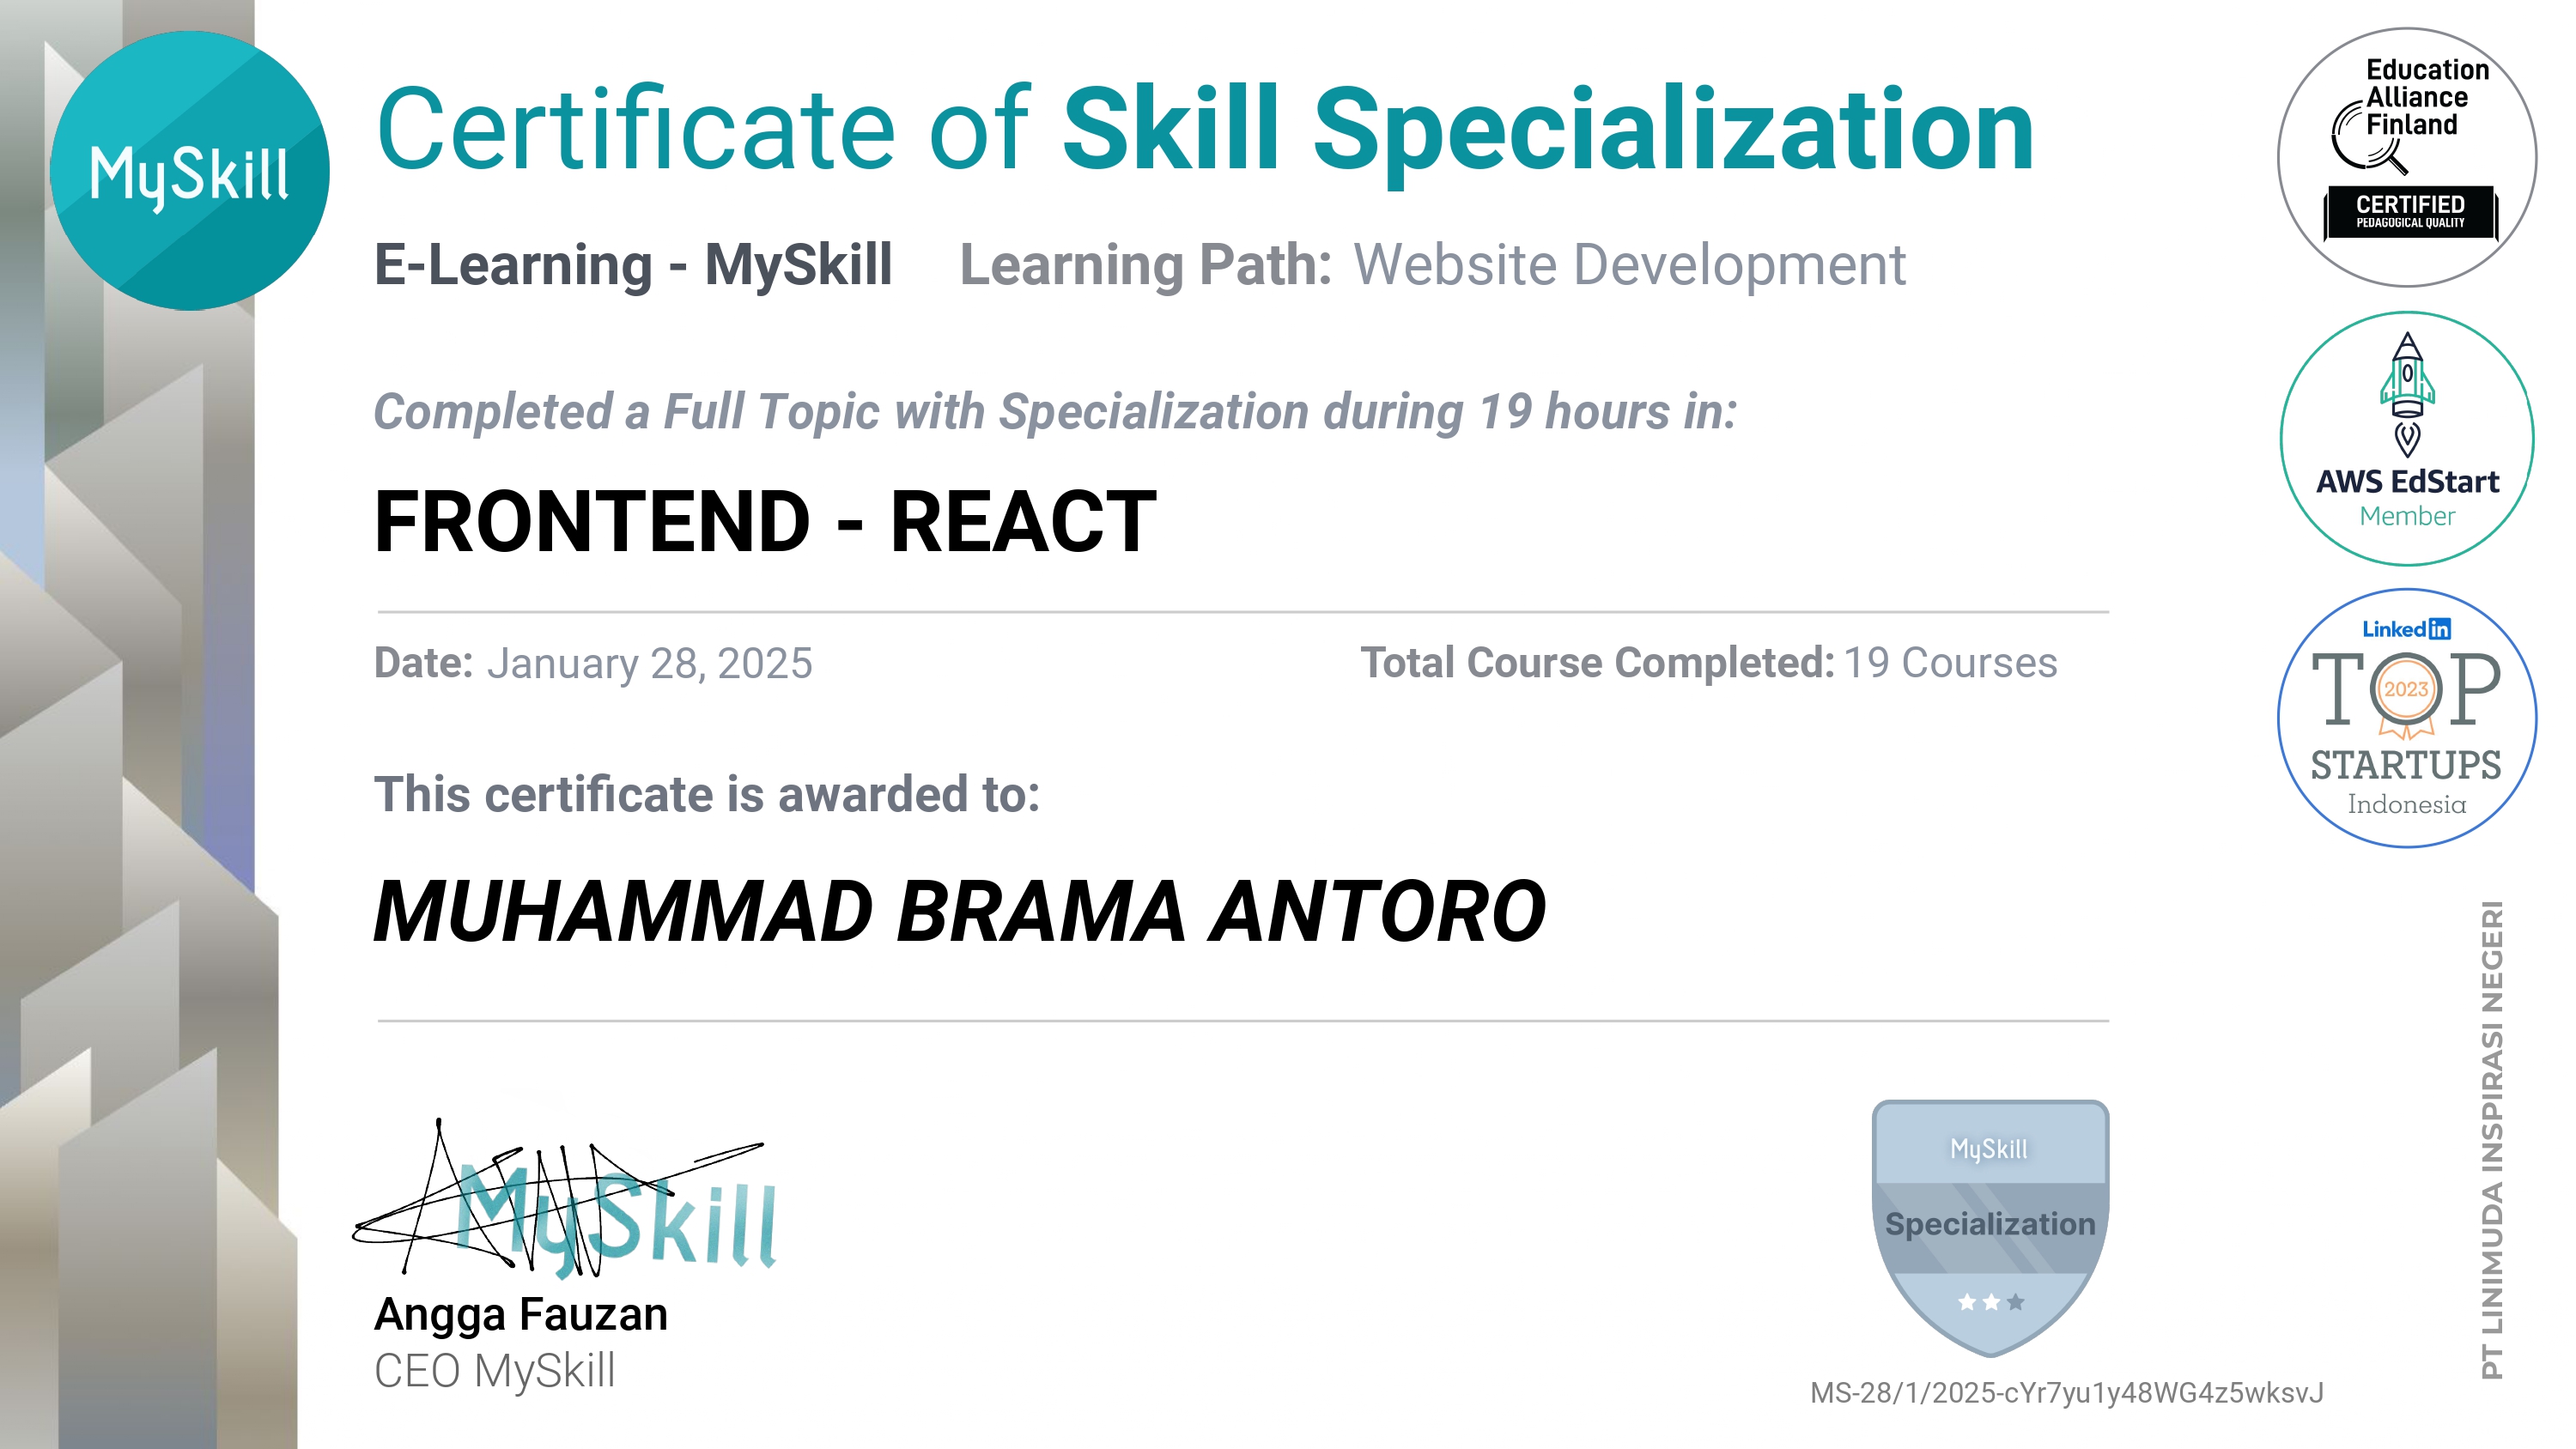 MySkill
Certificate of Skill Specialization
E-Learning - MySkill Learning Path: Website Development
Completed a Full Topic with Specialization during 19 hours in:
FRONTEND - REACT
Date: January 28, 2025 Total Course Completed: 19 Courses
This certificate is awarded to:
MUHAMMAD BRAMA ANTORO
MySkill
Angga Fauzan
CEO MySkill
MySkill
Specialization
MS-28/1/2025-cYr7yu1y48WG4z5wksvJ
Education
Alliance
Finland
CERTIFIED
PEDAGOGICAL QUALITY
AWS EdStart
Member
Linked in
TOP
2023
STARTUPS
Indonesia
PT LINIMUDA INSPIRASI NEGERI